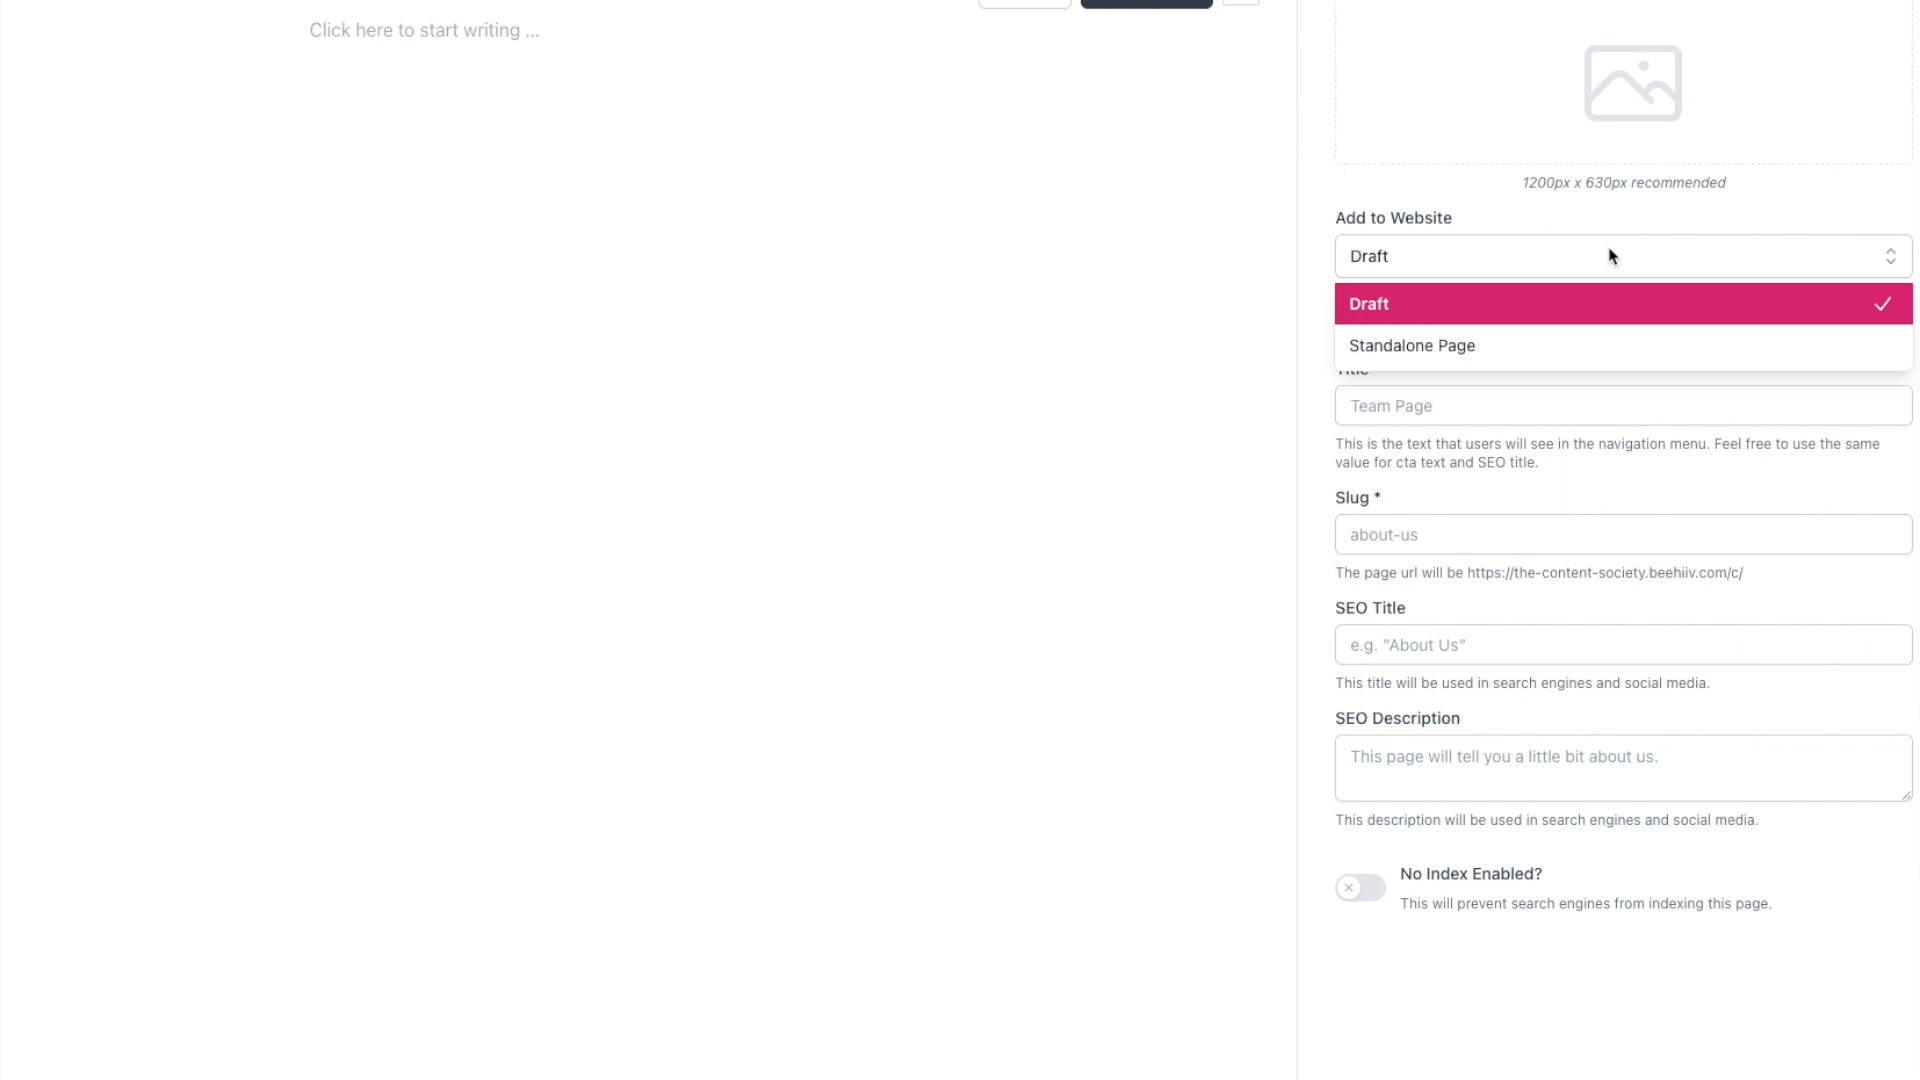 Click here to start writing ...
1200px x 630px recommended
Add to Website
Draft
Draft
Standalone Page
Title
Team Page
This is the text that users will see in the navigation menu. Feel free to use the same
value for cta text and SEO title.
Slug *
about-us
The page url will be https://the-content-society.beehiiv.com/c/
SEO Title
e.g. "About Us"
This title will be used in search engines and social media.
SEO Description
This page will tell you a little bit about us.
This description will be used in search engines and social media.
No Index Enabled?
This will prevent search engines from indexing this page.